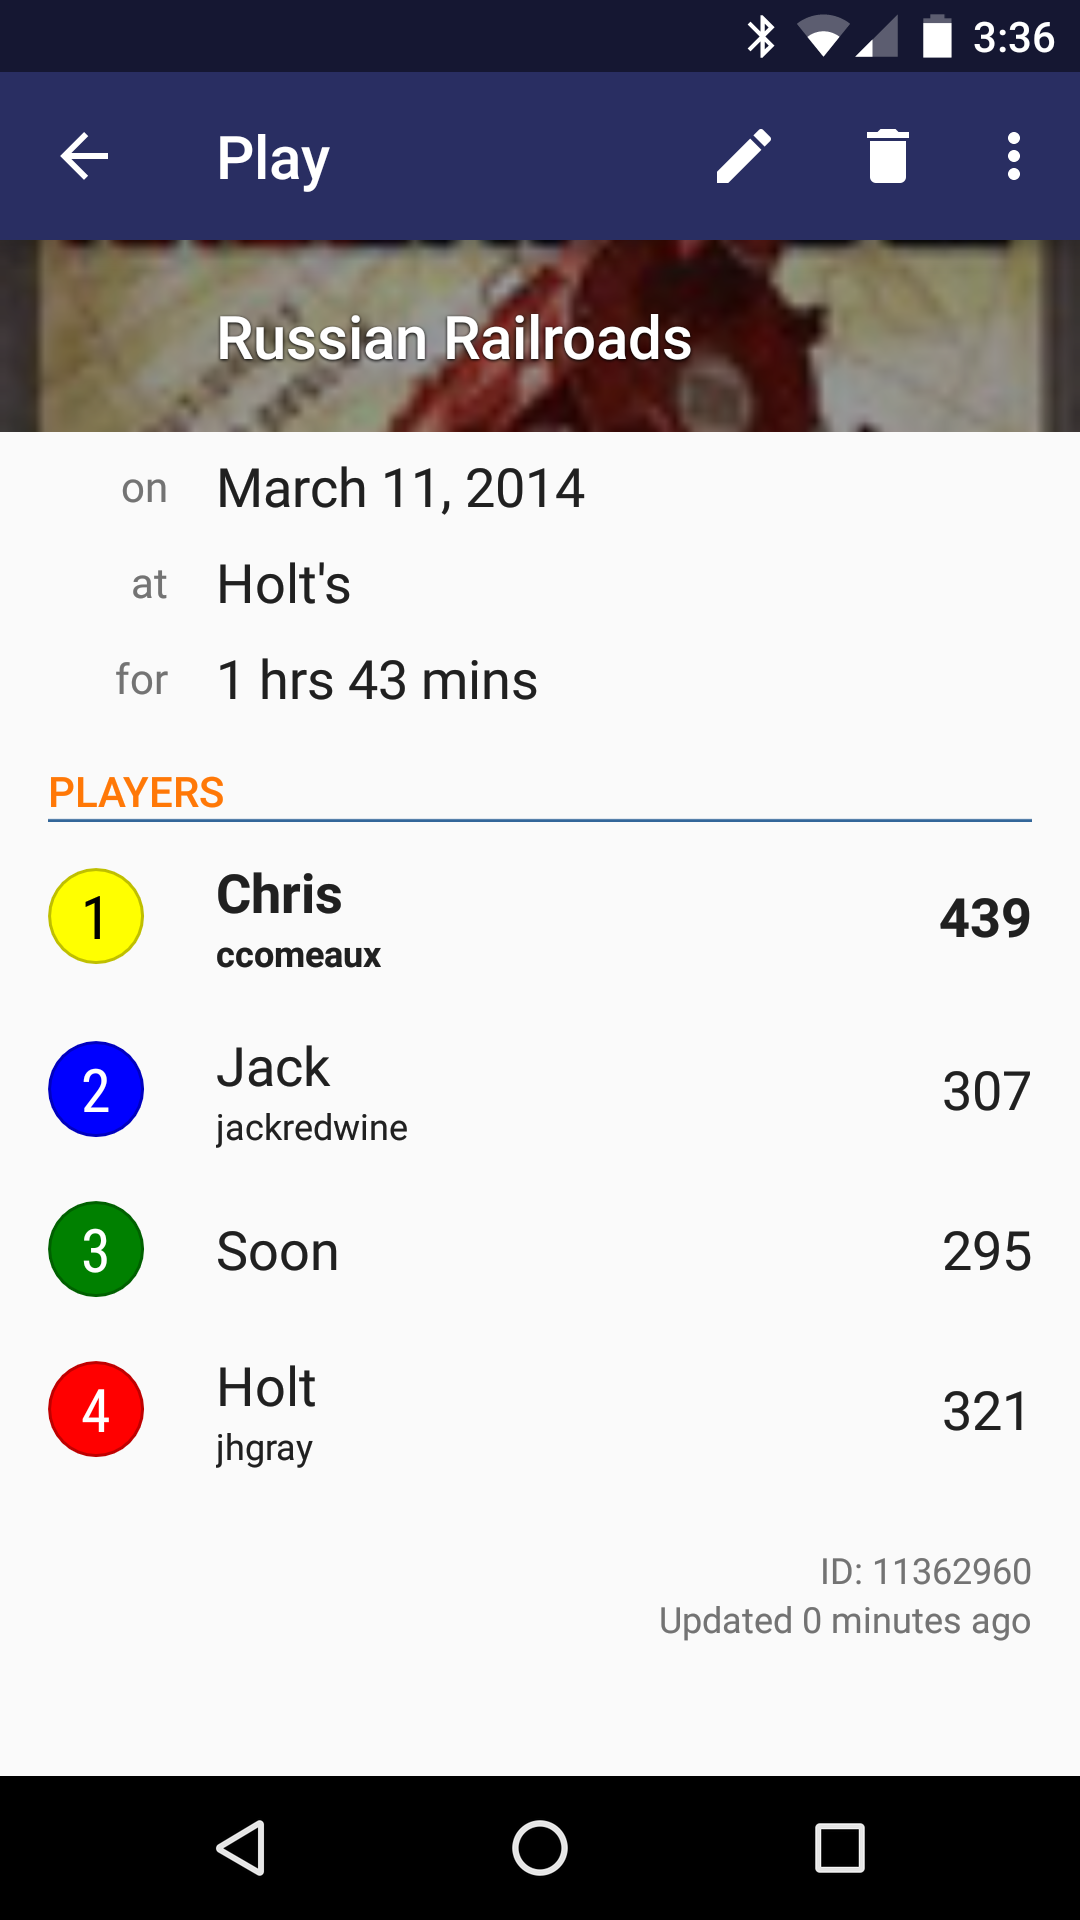 3:36
Play
Russian Railroads
on March 11, 2014
at Holt's
for 1 hrs 43 mins
PLAYERS
1 Chris 439
ccomeaux
2 Jack 307
jackredwine
3 Soon 295
4 Holt 321
jhgray
ID: 11362960
Updated 0 minutes ago